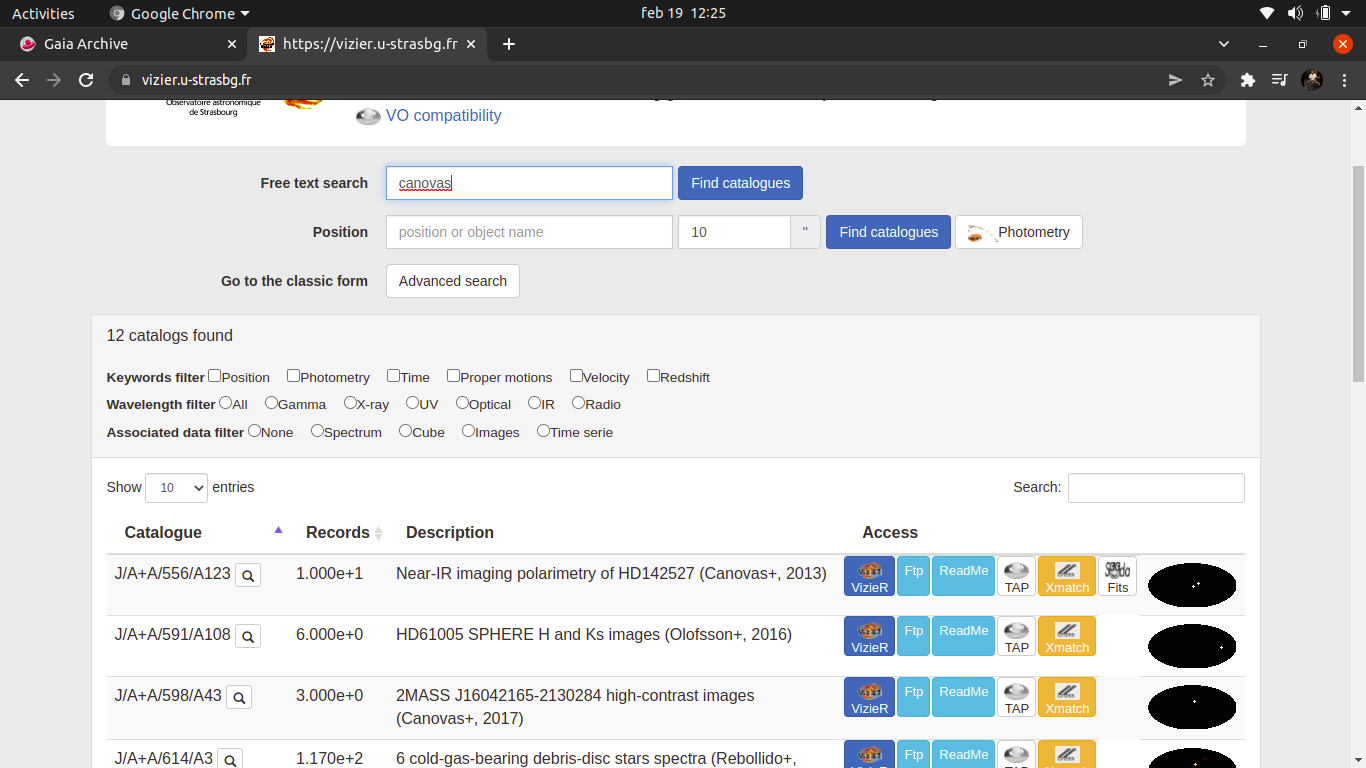 Activities Google Chrome feb 19 12:25
Gaia Archive https://vizier.u-strasbg.fr
vizier.u-strasbg.fr
Observatoire astronomique
de Strasbourg
VO compatibility
Free text search canovas Find catalogues
Position position or object name 10 " Find catalogues Photometry
Go to the classic form Advanced search
12 catalogs found
Keywords filter Position Photometry Time Proper motions Velocity Redshift
Wavelength filter All Gamma X-ray UV Optical IR Radio
Associated data filter None Spectrum Cube Images Time serie
Show 10 entries Search:
Catalogue Records Description Access
J/A+A/556/A123 1.000e+1 Near-IR imaging polarimetry of HD142527 (Canovas+, 2013) VizieR Ftp ReadMe TAP Xmatch Fits
J/A+A/591/A108 6.000e+0 HD61005 SPHERE H and Ks images (Olofsson+, 2016) VizieR Ftp ReadMe TAP Xmatch
J/A+A/598/A43 3.000e+0 2MASS J16042165-2130284 high-contrast images
(Canovas+, 2017) VizieR Ftp ReadMe TAP Xmatch
J/A+A/614/A3 1.170e+2 6 cold-gas-bearing debris-disc stars spectra (Rebollido+, Ftp ReadMe